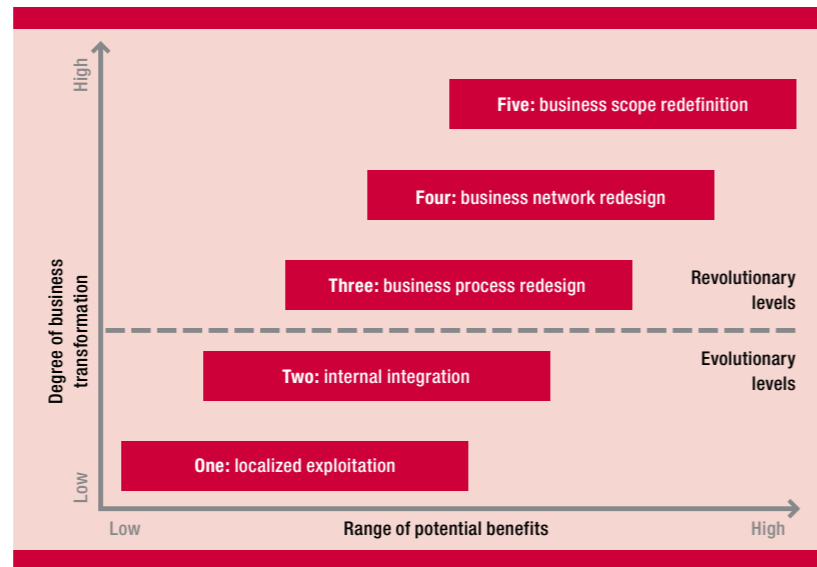 High
Five: business scope redefinition
Four: business network redesign
Three: business process redesign
Revolutionary
levels
Degree of business
transformation
Two: internal integration
Evolutionary
levels
One: localized exploitation
Low
Low
Range of potential benefits
High